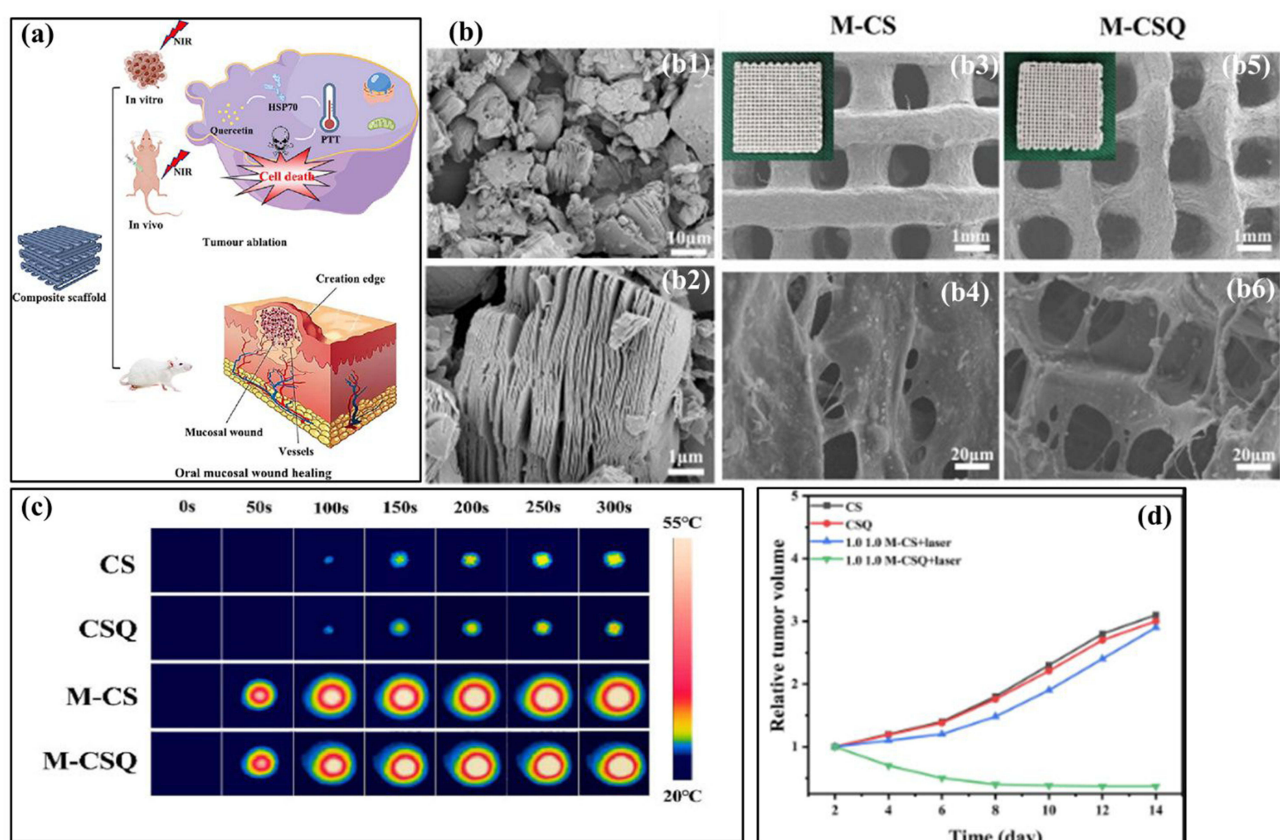 (a)
NIR
In vitro
HSP70
Quercetin
PTT
Cell death
NIR
In vivo
Tumour ablation
Composite scaffold
Creation edge
Mucosal wound
Vessels
Oral mucosal wound healing
(b)
M-CS
M-CSQ
(b1)
10μm
(b3)
1mm
(b5)
1mm
(b2)
1μm
(b4)
20μm
(b6)
20μm
(c)
0s 50s 100s 150s 200s 250s 300s
CS
CSQ
M-CS
M-CSQ
55°C
20°C
(d)
CS
CSQ
1.0 1.0 M-CS+laser
1.0 1.0 M-CSQ+laser
Relative tumor volume
5
4
3
2
1
2 4 6 8 10 12 14
Time (day)